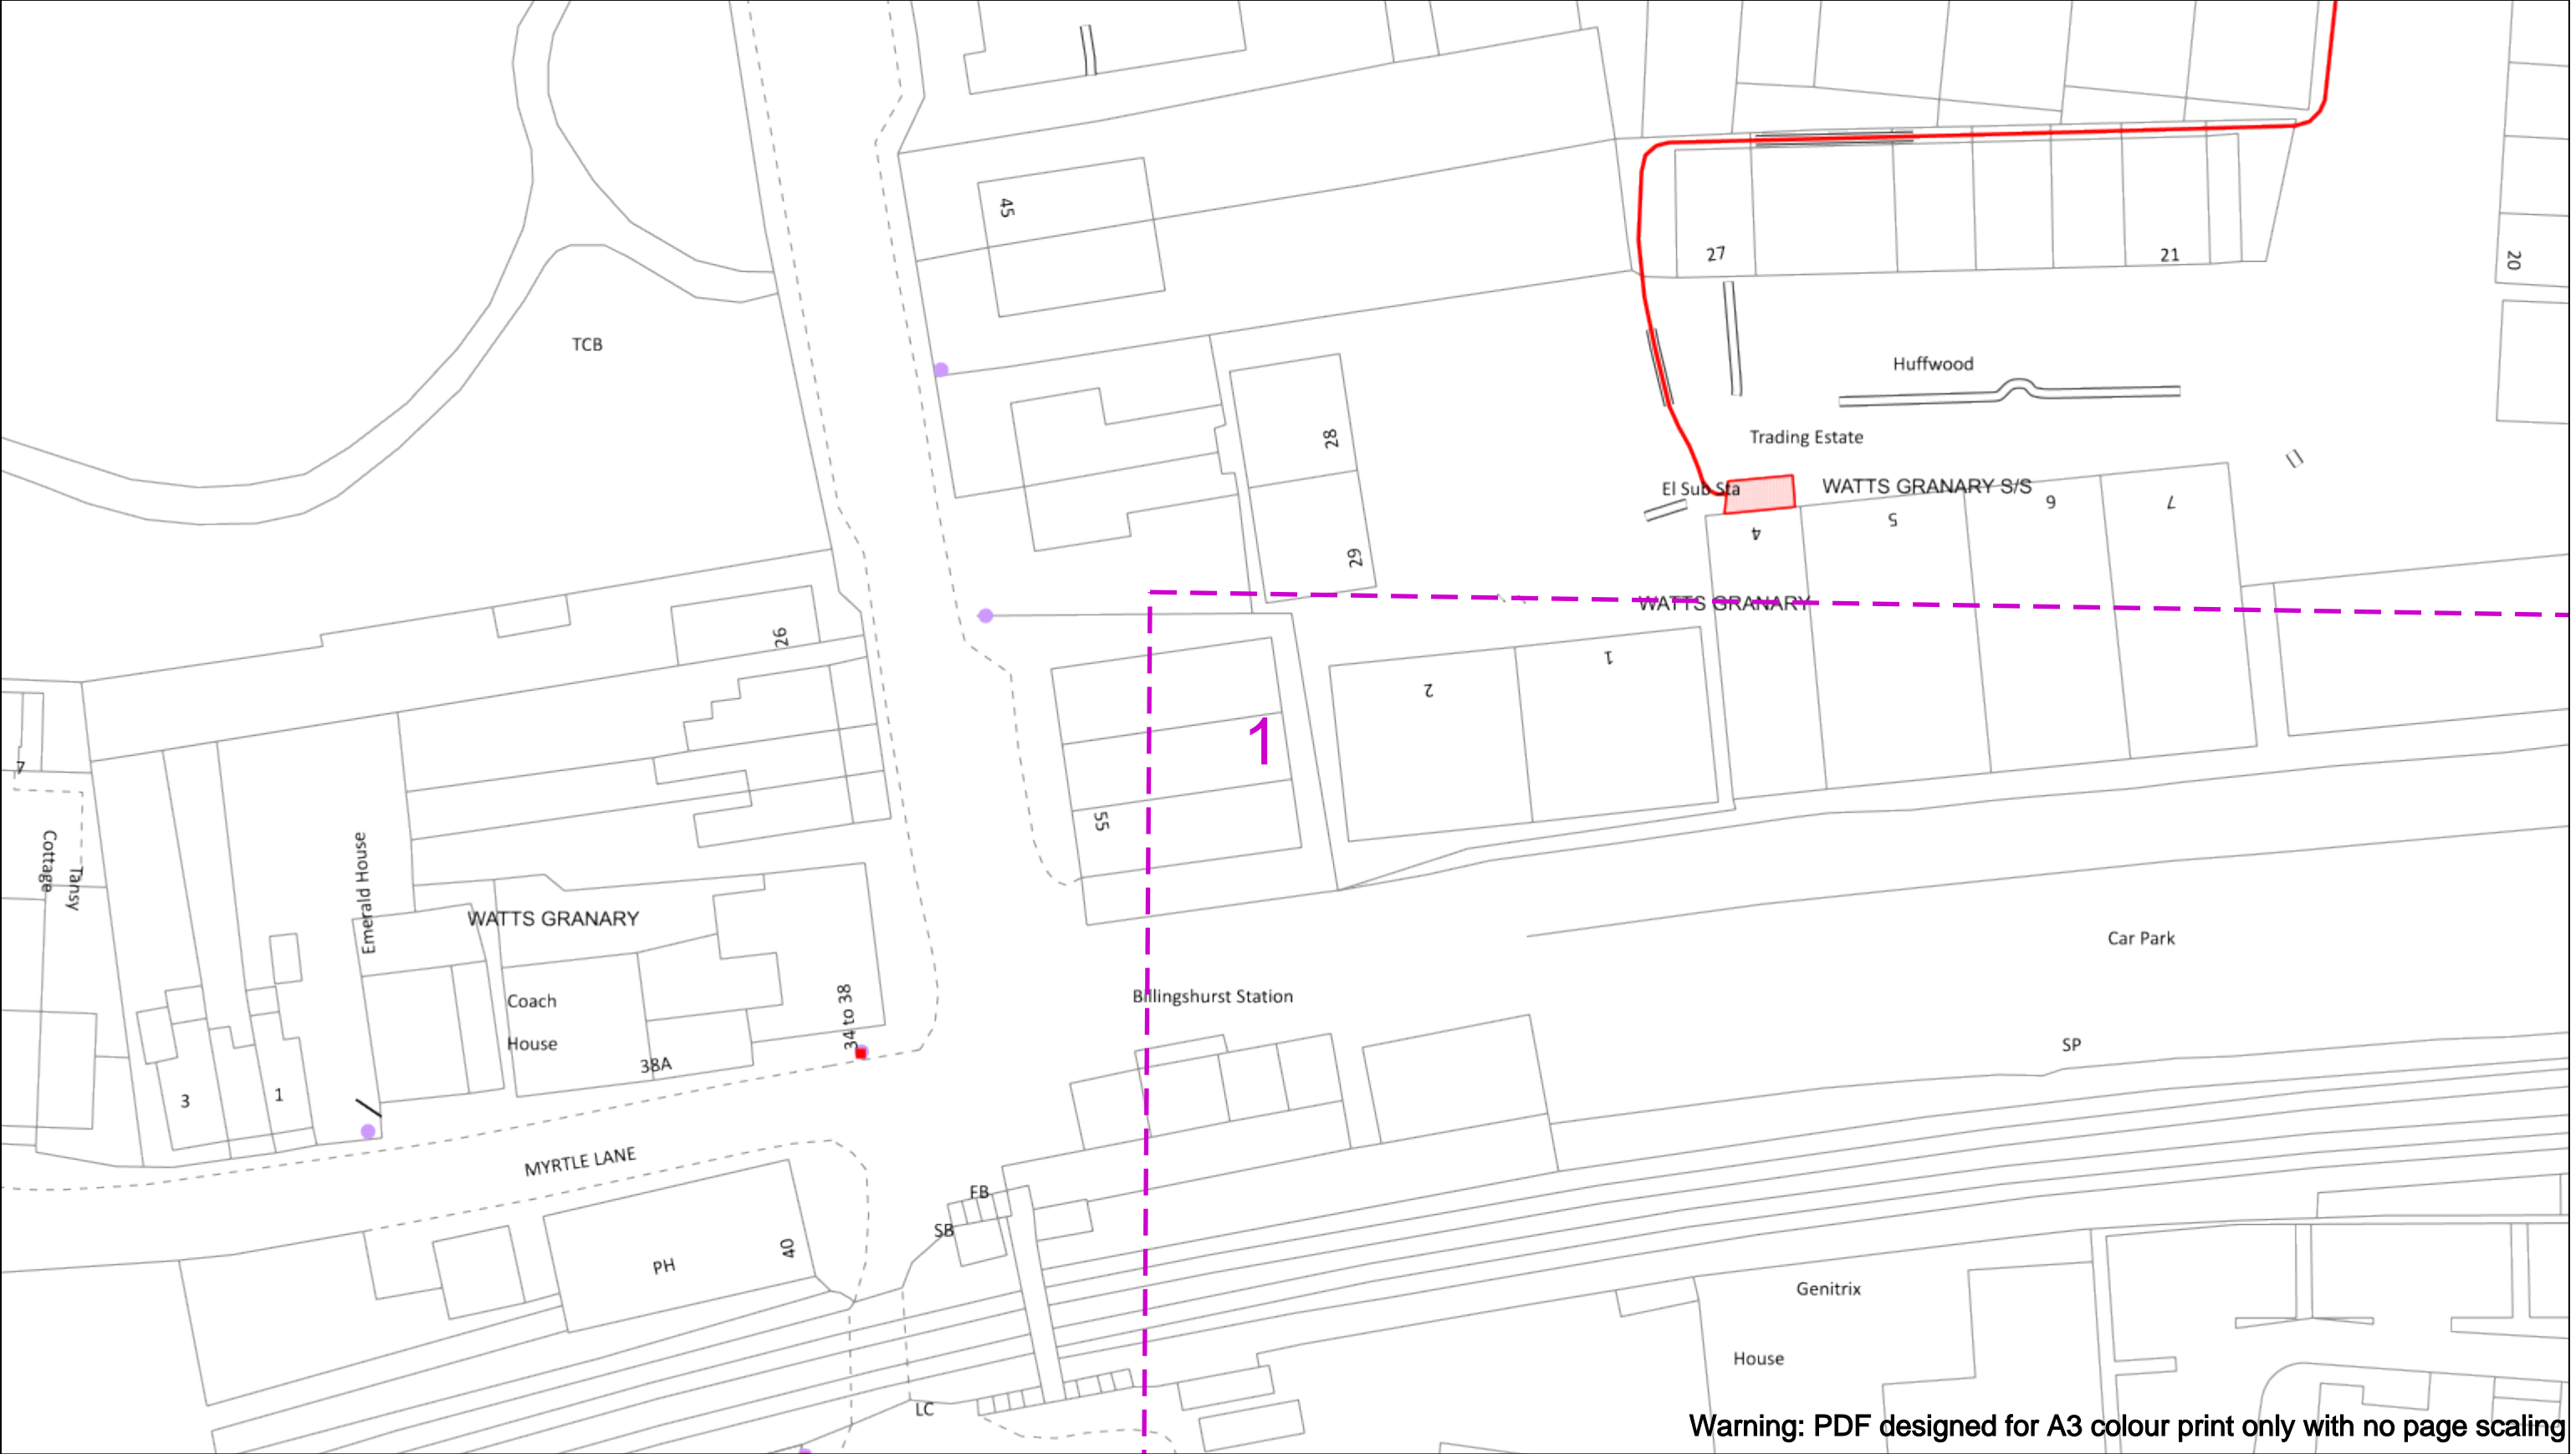 45
27
21
20
TCB
Huffwood
28
Trading Estate
El Sub Sta
WATTS GRANARY S/S
4
5
6
7
29
WATTS GRANARY
26
1
2
1
7
55
Cottage
Tansy
Emerald House
WATTS GRANARY
Car Park
Coach
House
34 to 38
Billingshurst Station
38A
SP
3
1
MYRTLE LANE
FB
SB
40
PH
Genitrix
House
LC
Warning: PDF designed for A3 colour print only with no page scaling